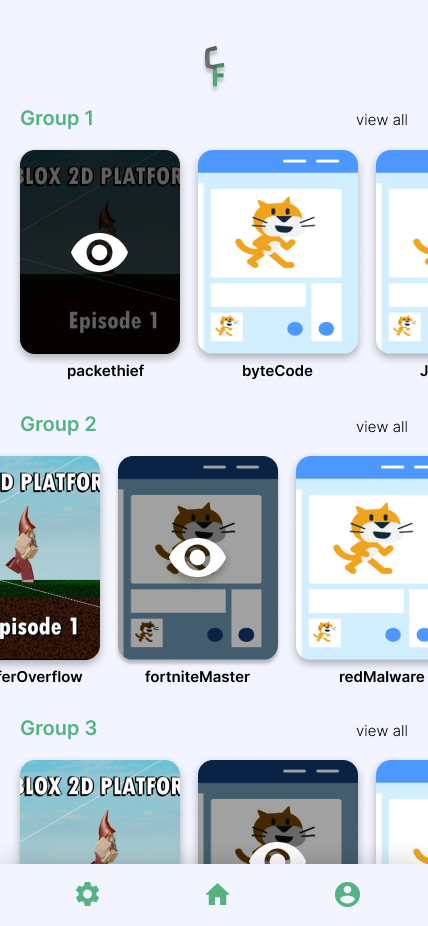 CF
Group 1
view all
BLOX 2D PLATFOR
Episode 1
packethief
byteCode
J
Group 2
view all
D PLATFOR
pisode 1
ferOverflow
fortniteMaster
redMalware
Group 3
view all
BLOX 2D PLATFOR